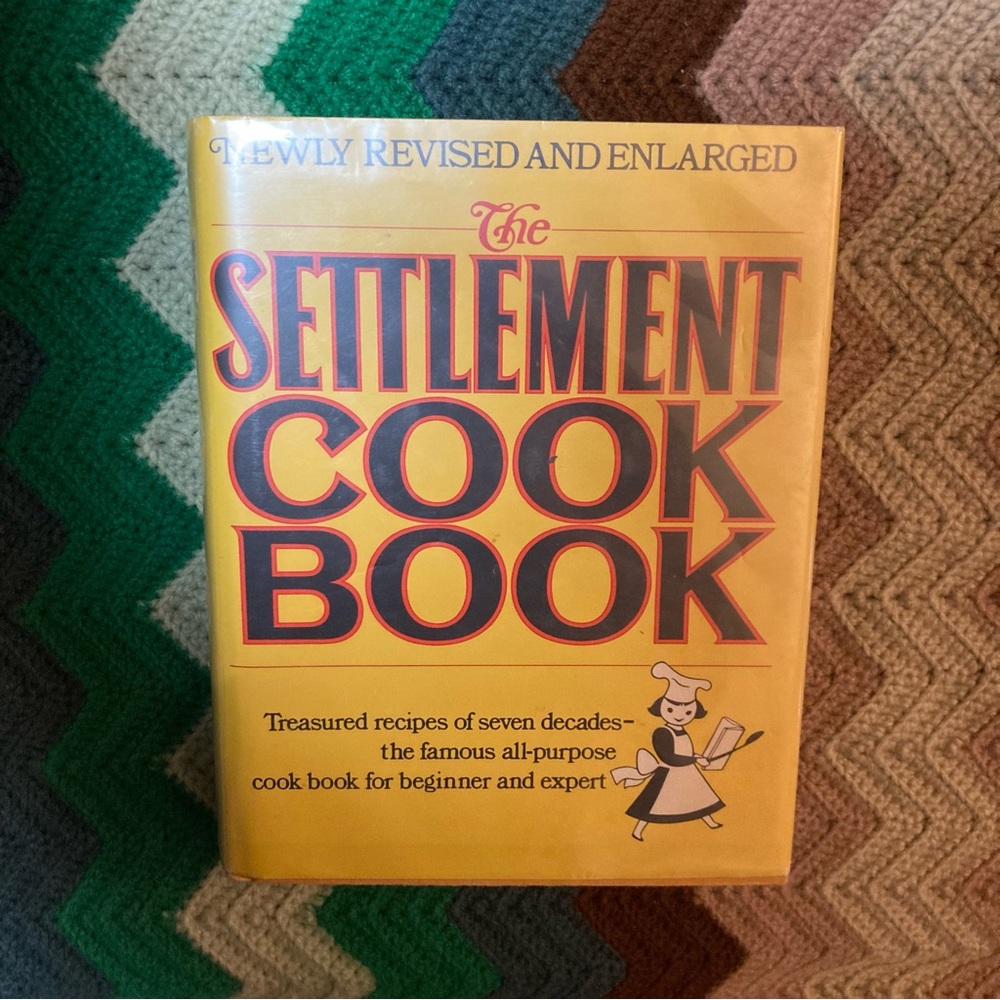 NEWLY REVISED AND ENLARGED
The
SETTLEMENT
COOK
BOOK
Treasured recipes of seven decades–
the famous all-purpose
cook book for beginner and expert